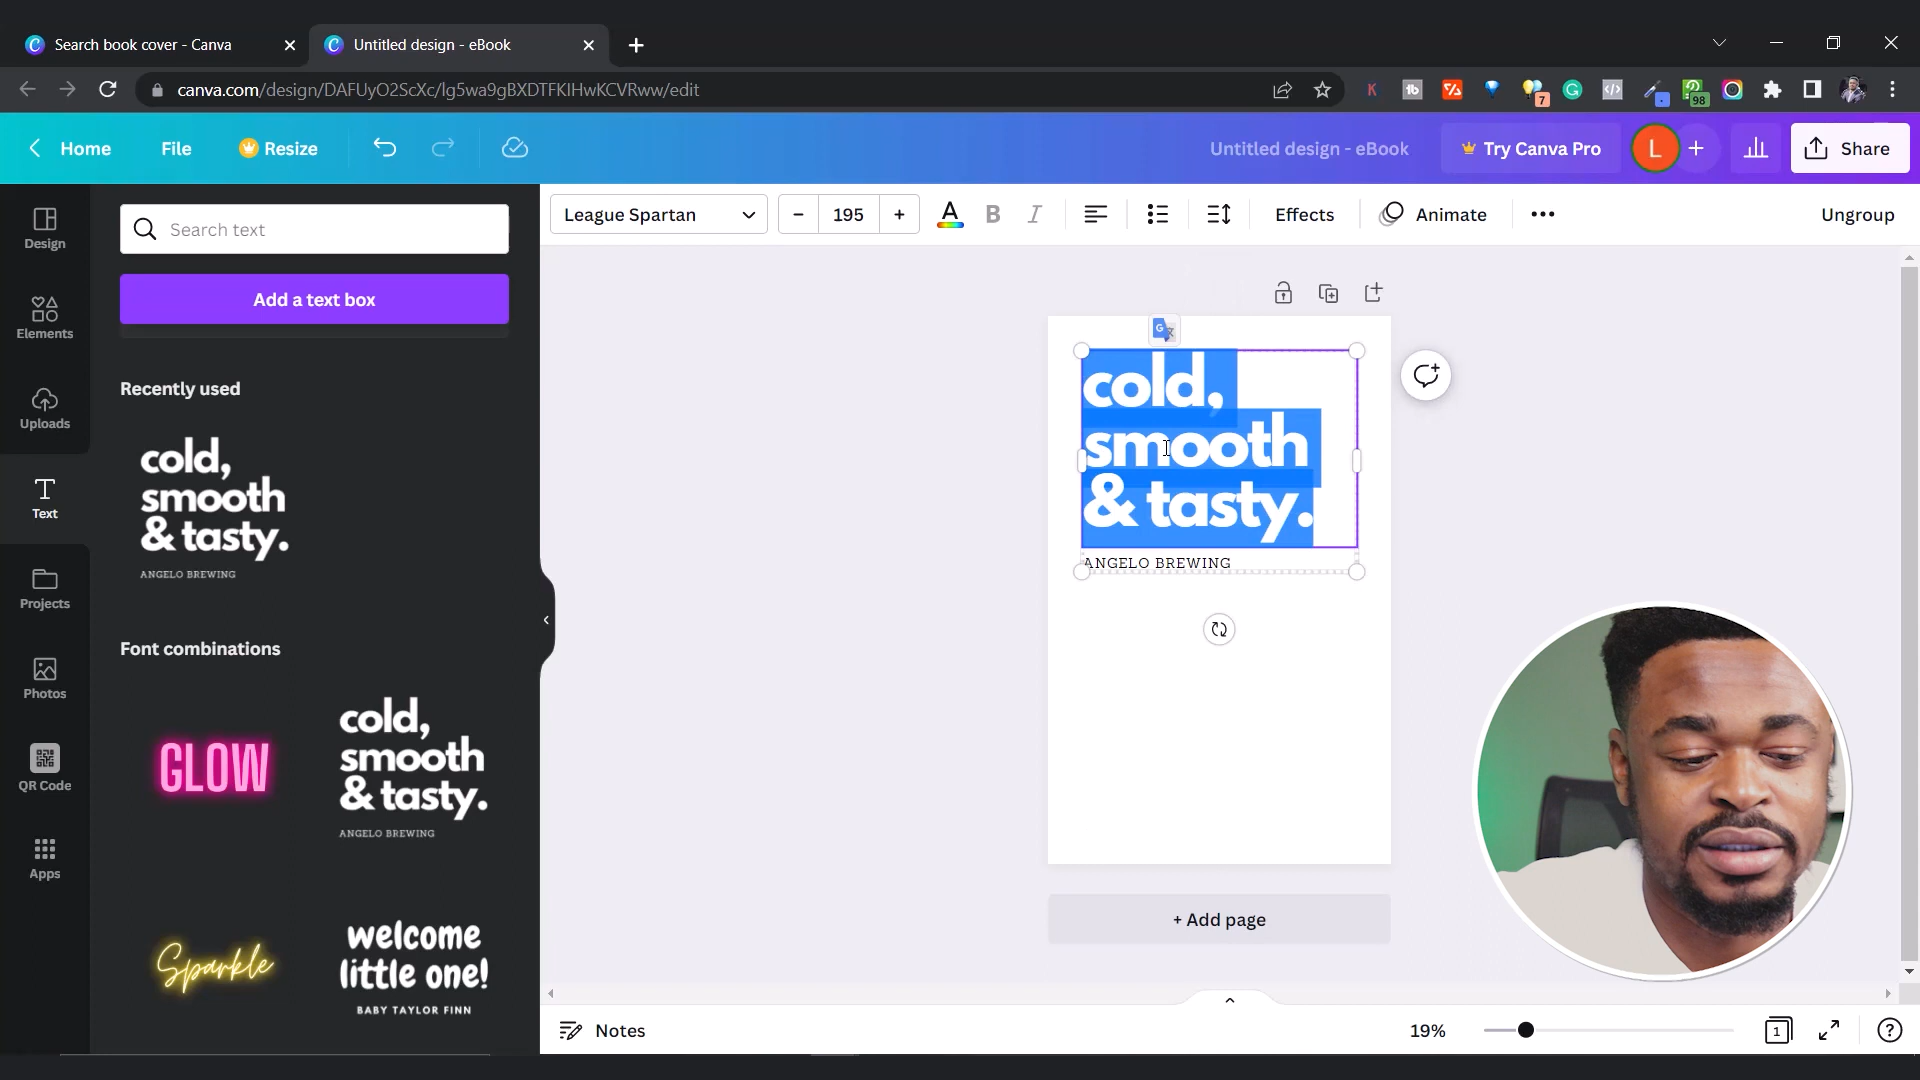 Search book cover - Canva
Untitled design - eBook
canva.com/design/DAFUyO2ScXc/lg5wa9gBXDTFKIHwKCVRww/edit
7
98
Home
File
Resize
Untitled design - eBook
Try Canva Pro
L
Share
Design
Elements
Uploads
Text
Projects
Photos
QR Code
Apps
Search text
Add a text box
Recently used
cold,
smooth
& tasty.
ANGELO BREWING
Font combinations
GLOW
cold,
smooth
& tasty.
ANGELO BREWING
Sparkle
welcome
little one!
BABY TAYLOR FINN
League Spartan
195
A
B
I
Effects
Animate
Ungroup
cold,
smooth
& tasty.
ANGELO BREWING
+ Add page
Notes
19%
1